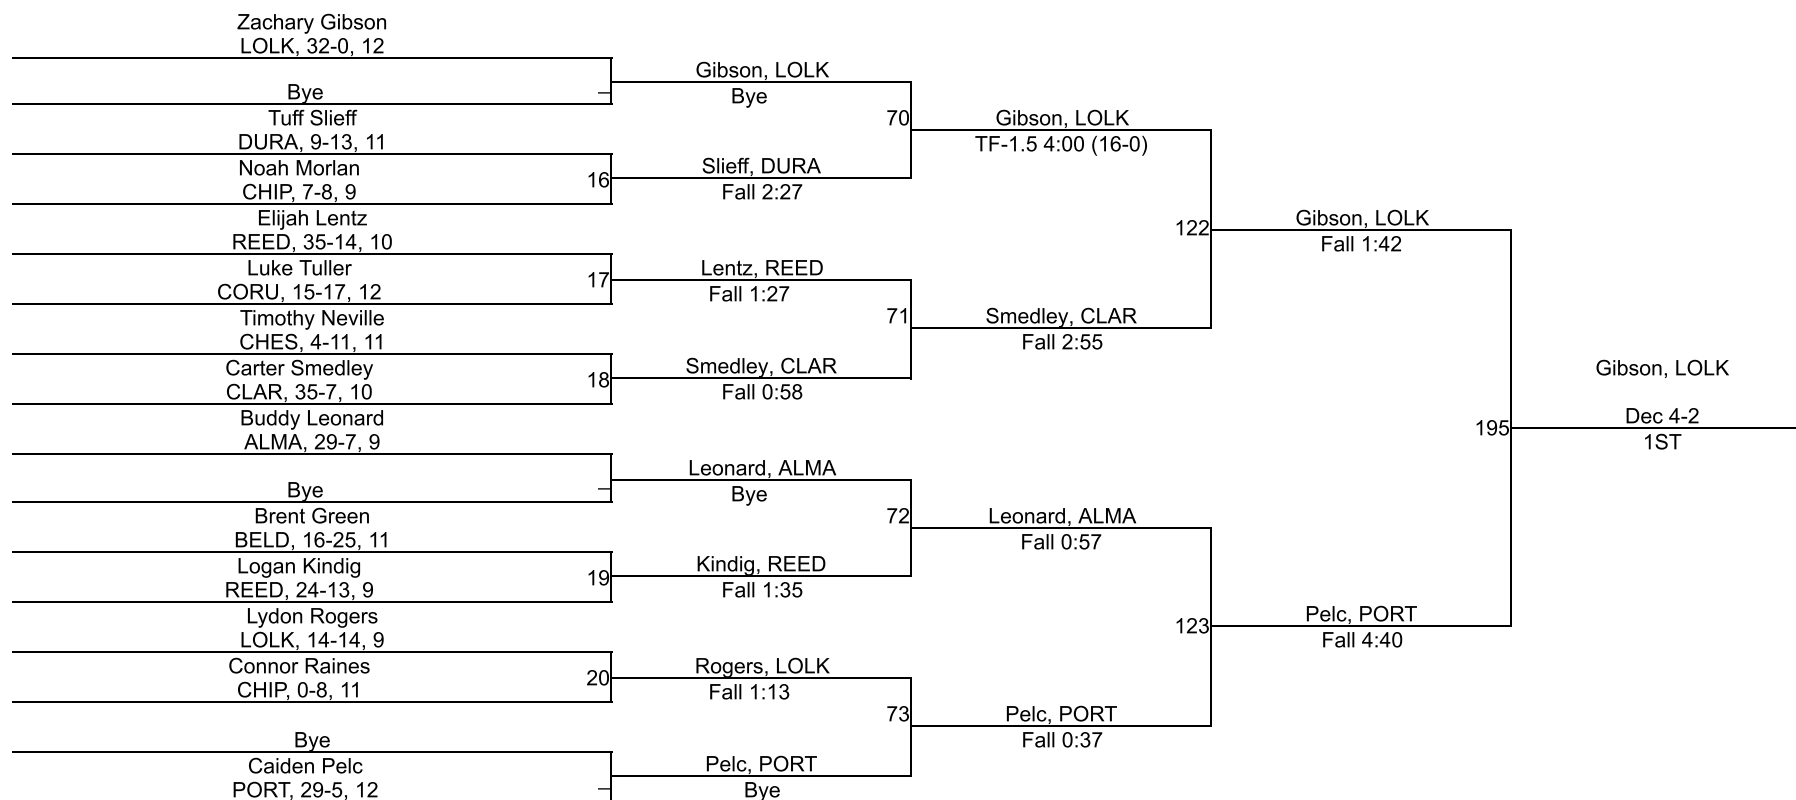 Zachary Gibson
LOLK, 32-0, 12
Bye
Tuff Slieff
DURA, 9-13, 11
Noah Morlan
CHIP, 7-8, 9
Elijah Lentz
REED, 35-14, 10
Luke Tuller
CORU, 15-17, 12
Timothy Neville
CHES, 4-11, 11
Carter Smedley
CLAR, 35-7, 10
Buddy Leonard
ALMA, 29-7, 9
Bye
Brent Green
BELD, 16-25, 11
Logan Kindig
REED, 24-13, 9
Lydon Rogers
LOLK, 14-14, 9
Connor Raines
CHIP, 0-8, 11
Bye
Caiden Pelc
PORT, 29-5, 12
16
17
18
19
20
Gibson, LOLK
Bye
Slieff, DURA
Fall 2:27
Lentz, REED
Fall 1:27
Smedley, CLAR
Fall 0:58
Leonard, ALMA
Bye
Kindig, REED
Fall 1:35
Rogers, LOLK
Fall 1:13
Pelc, PORT
Bye
70
71
72
73
Gibson, LOLK
TF-1.5 4:00 (16-0)
Smedley, CLAR
Fall 2:55
Leonard, ALMA
Fall 0:57
Pelc, PORT
Fall 0:37
122
123
Gibson, LOLK
Fall 1:42
Pelc, PORT
Fall 4:40
195
Gibson, LOLK
Dec 4-2
1ST